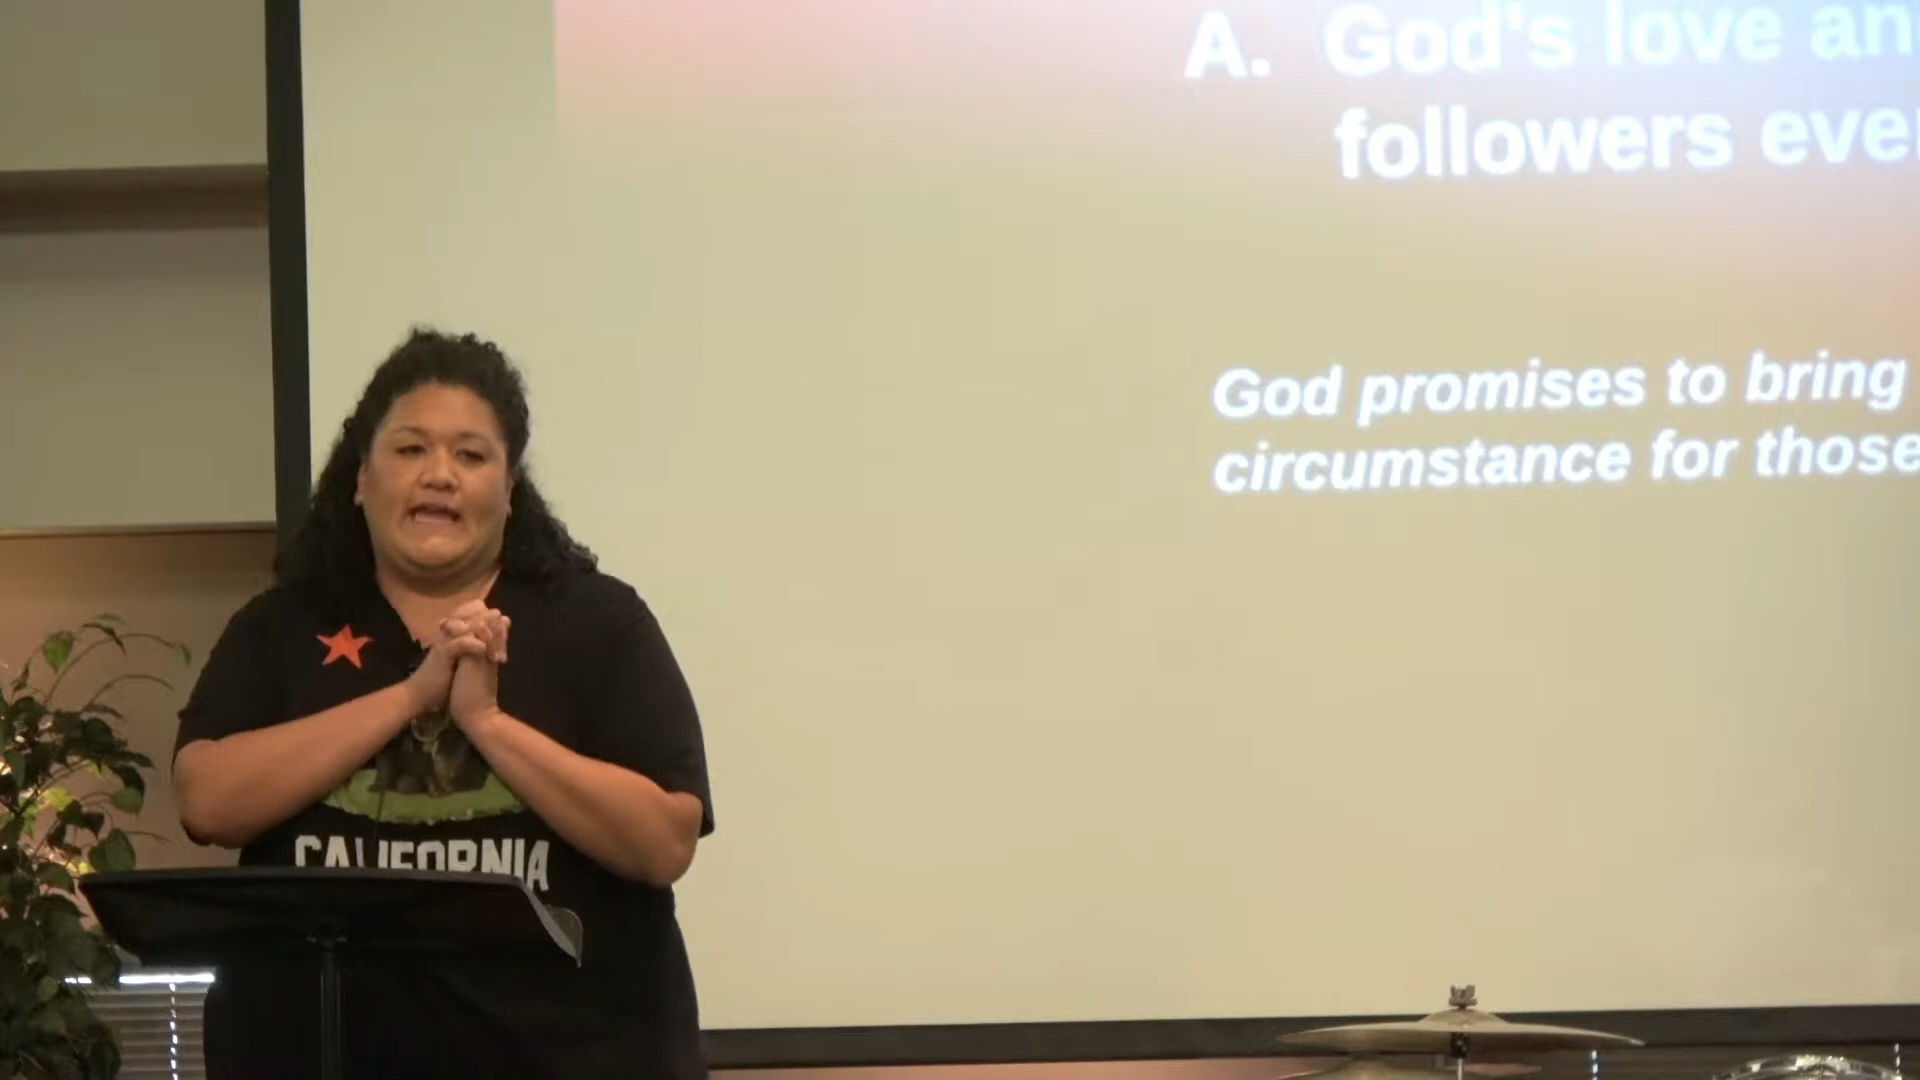 A. God's love an
followers eve
God promises to bring
circumstance for those
CALIFORNIA